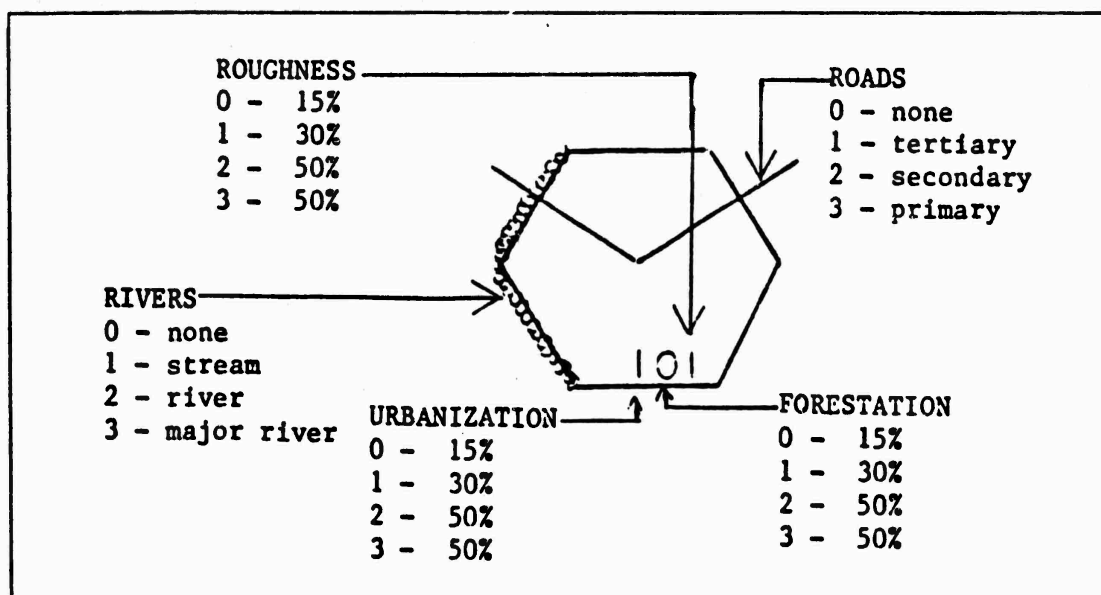 ROUGHNESS
0 - 15%
1 - 30%
2 - 50%
3 - 50%
ROADS
0 - none
1 - tertiary
2 - secondary
3 - primary
RIVERS
0 - none
1 - stream
2 - river
3 - major river
101
URBANIZATION
0 - 15%
1 - 30%
2 - 50%
3 - 50%
FORESTATION
0 - 15%
1 - 30%
2 - 50%
3 - 50%